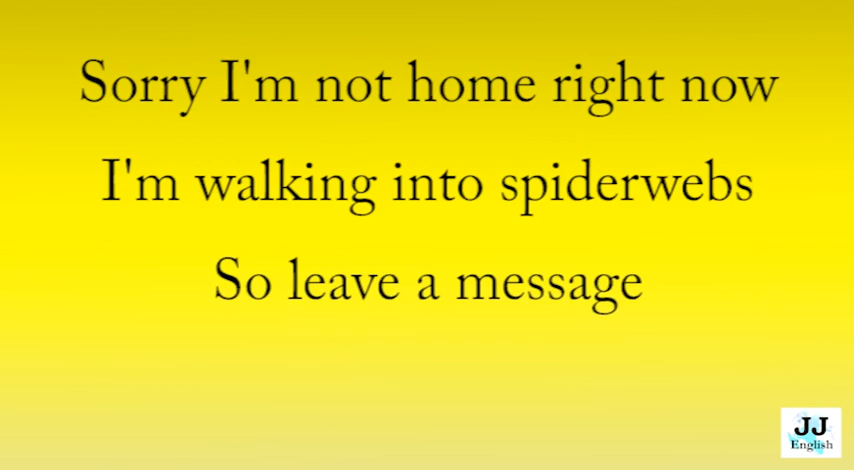 Sorry I'm not home right now
I'm walking into spiderwebs
So leave a message
JJ
English